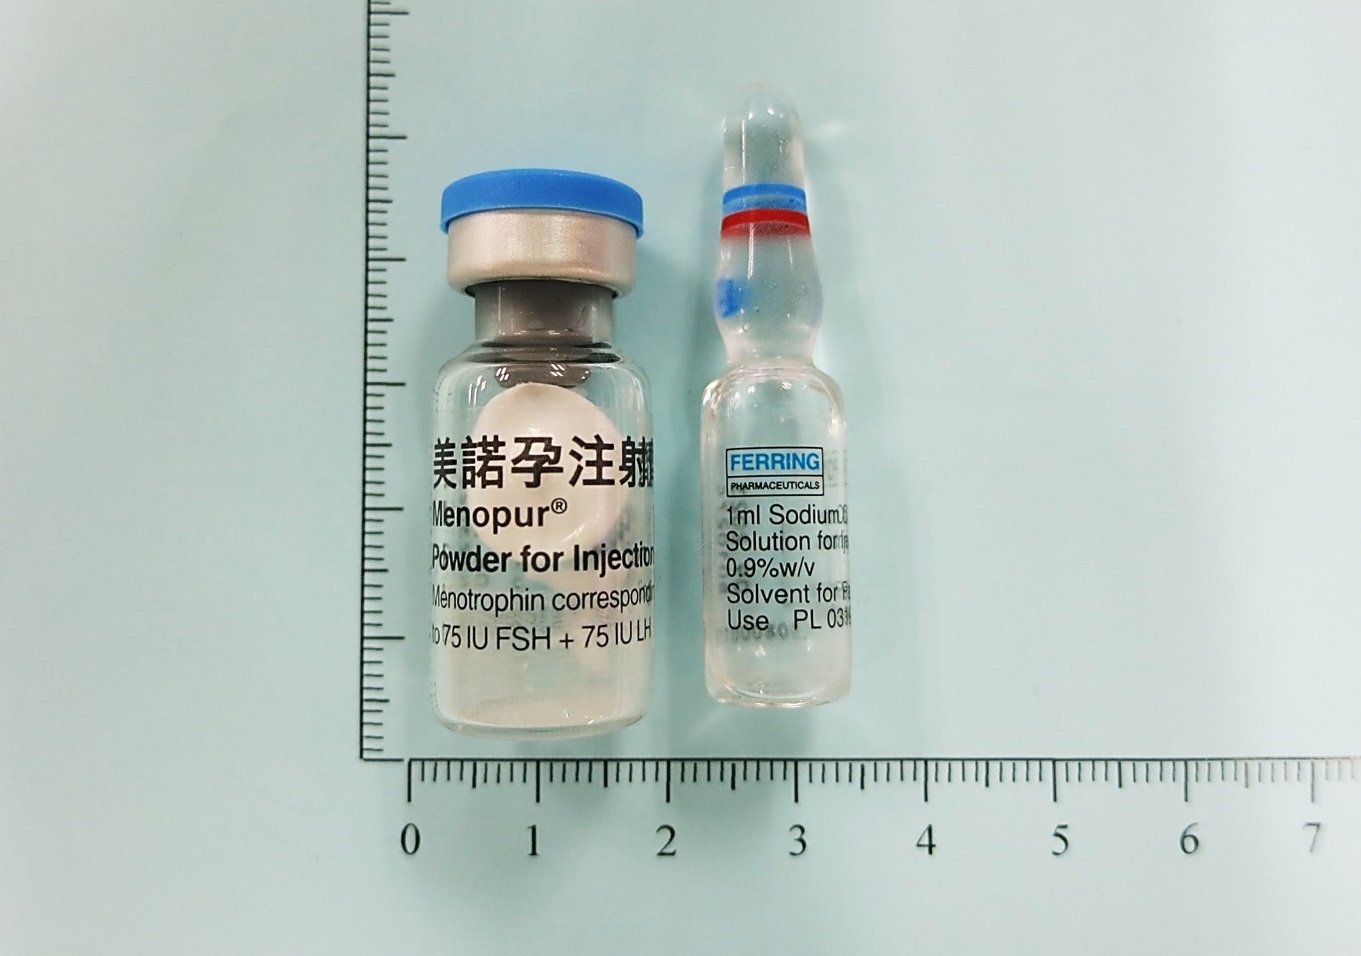 美諾孕注射
Menopur®
Powder for Injection
Menotrophin
to 75 IU FSH + 75 IU LH
FERRING
PHARMACEUTICALS
1ml Sodium
Solution for
0.9%w/v
Solvent for
Use PL
0 1 2 3 4 5 6 7